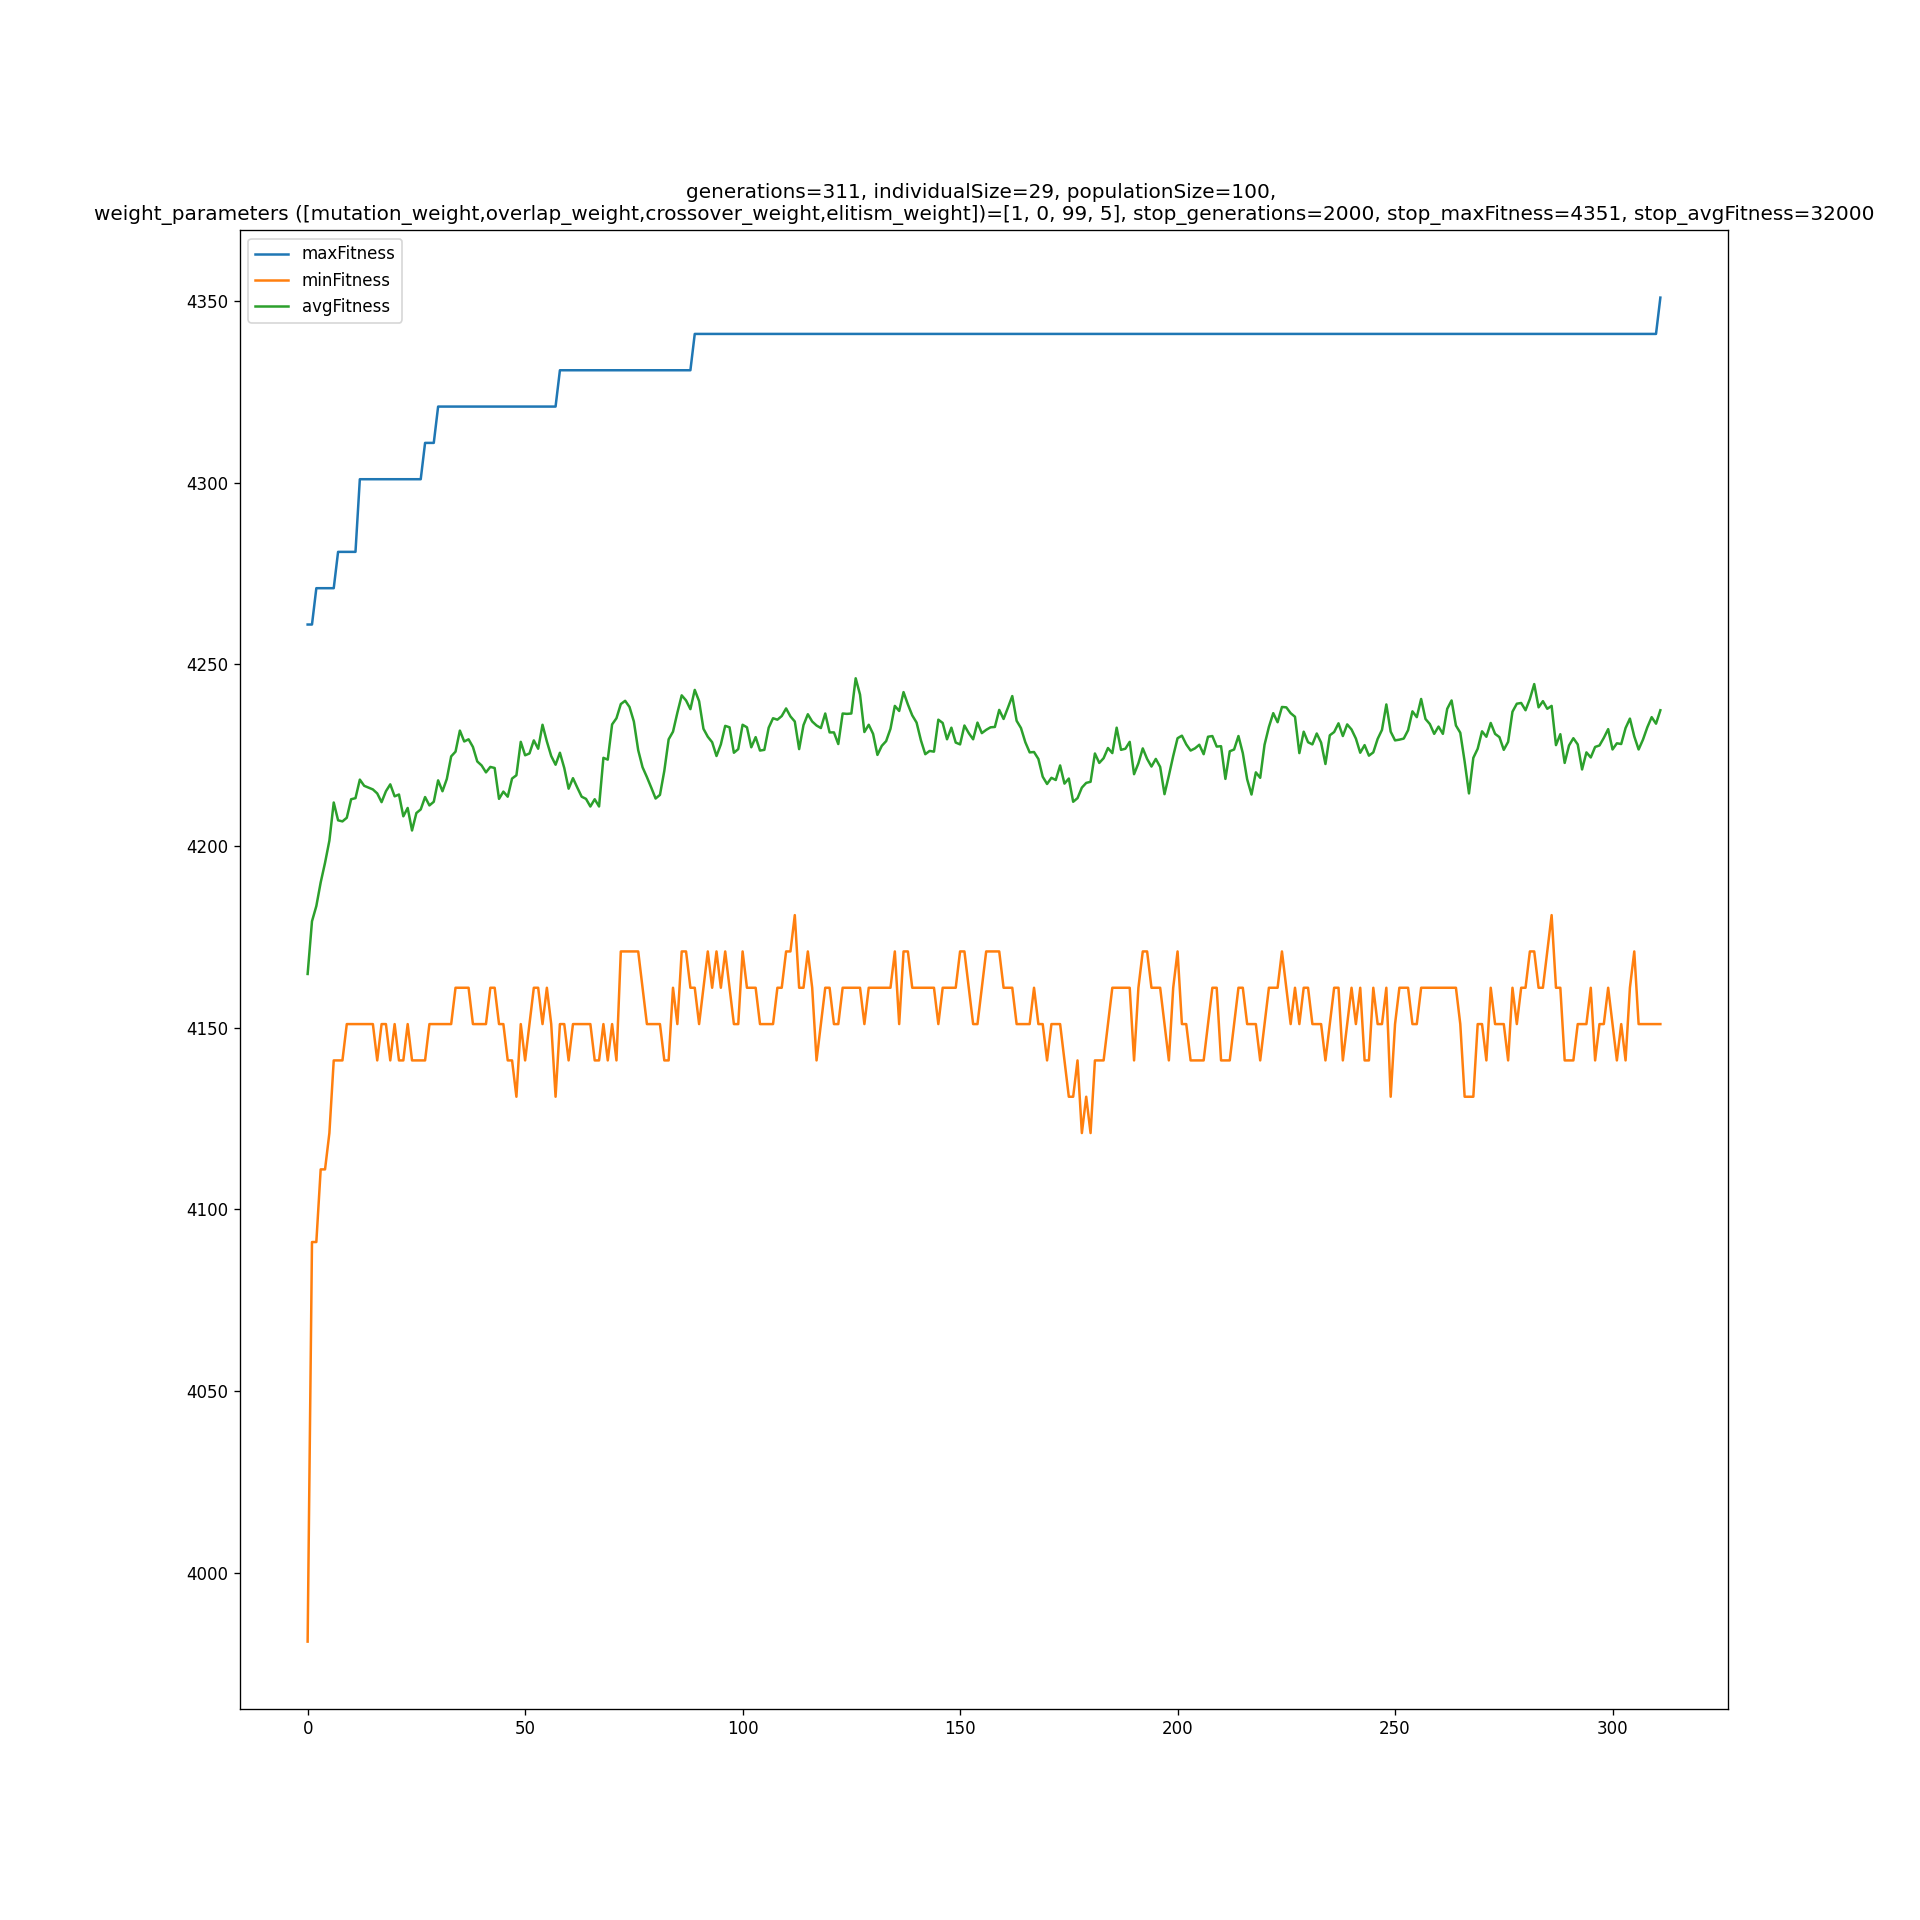 generations=311, individualSize=29, populationSize=100,
weight_parameters ([mutation_weight,overlap_weight,crossover_weight,elitism_weight])=[1, 0, 99, 5], stop_generations=2000, stop_maxFitness=4351, stop_avgFitness=32000
maxFitness
minFitness
avgFitness
4350
4300
4250
4200
4150
4100
4050
4000
0 50 100 150 200 250 300